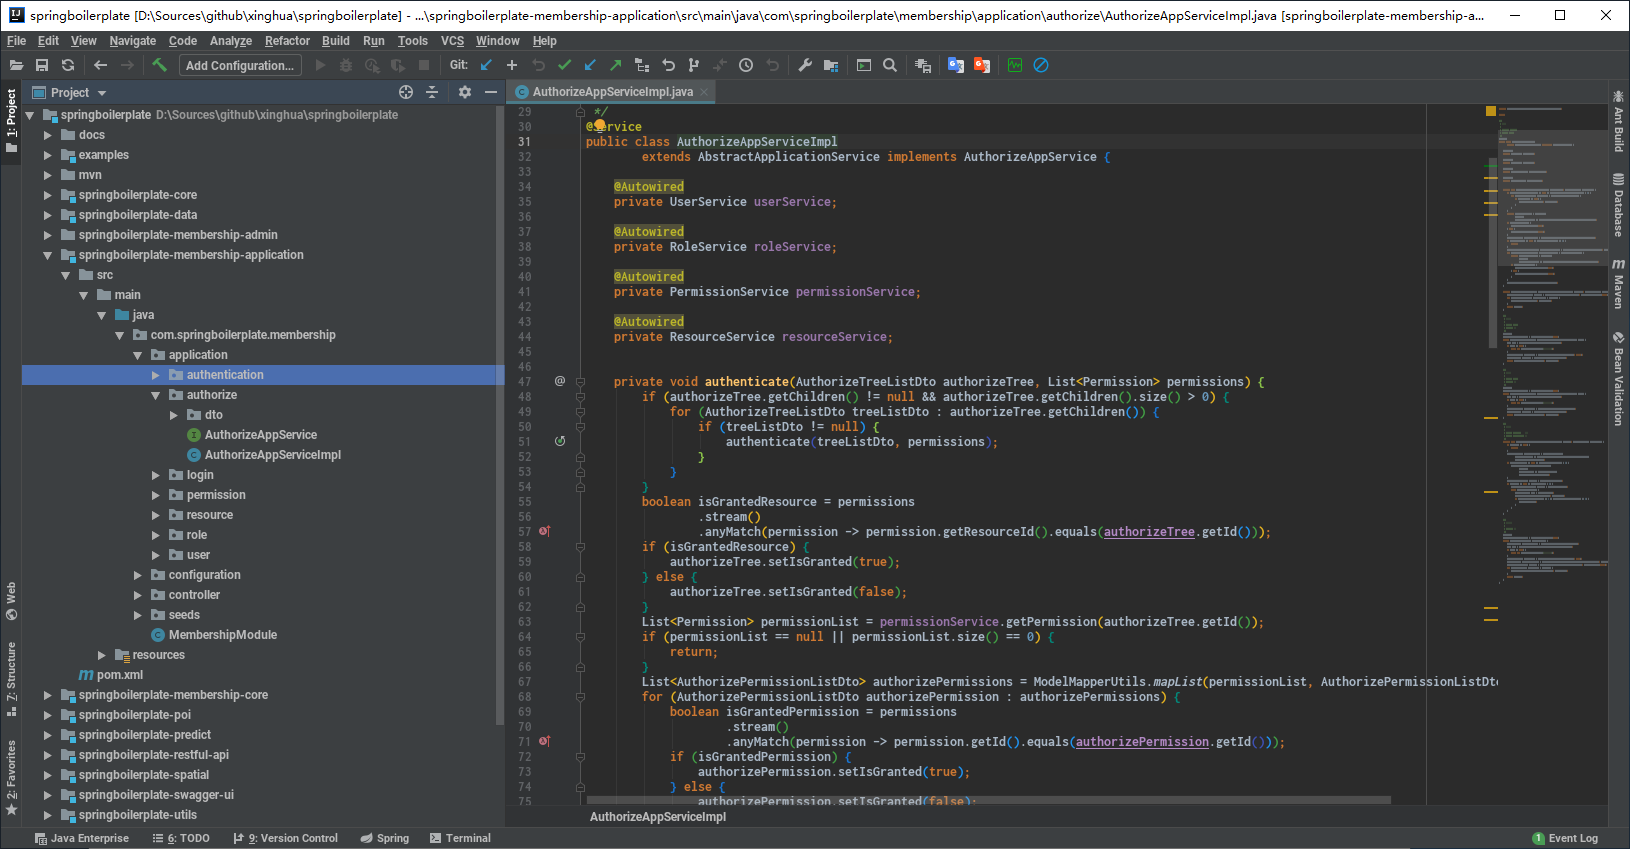 springboilerplate [D:\Sources\github\xinghua\springboilerplate] - ...\springboilerplate-membership-application\src\main\java\com\springboilerplate\membership\application\authorize\AuthorizeAppServiceImpl.java [springboilerplate-membership-a...
File Edit View Navigate Code Analyze Refactor Build Run Tools VCS Window Help
Add Configuration... Git:
1: Project
Web
7: Structure
2: Favorites
Project
springboilerplate D:\Sources\github\xinghua\springboilerplate
docs
examples
mvn
springboilerplate-core
springboilerplate-data
springboilerplate-membership-admin
springboilerplate-membership-application
src
main
java
com.springboilerplate.membership
application
authentication
authorize
dto
AuthorizeAppService
AuthorizeAppServiceImpl
login
permission
resource
role
user
configuration
controller
seeds
MembershipModule
resources
pom.xml
springboilerplate-membership-core
springboilerplate-poi
springboilerplate-predict
springboilerplate-restful-api
springboilerplate-spatial
springboilerplate-swagger-ui
springboilerplate-utils
AuthorizeAppServiceImpl.java
29 */
30 @Service
31 public class AuthorizeAppServiceImpl
32 extends AbstractApplicationService implements AuthorizeAppService {
33
34 @Autowired
35 private UserService userService;
36
37 @Autowired
38 private RoleService roleService;
39
40 @Autowired
41 private PermissionService permissionService;
42
43 @Autowired
44 private ResourceService resourceService;
45
46
47 private void authenticate(AuthorizeTreeListDto authorizeTree, List<Permission> permissions) {
48 if (authorizeTree.getChildren() != null && authorizeTree.getChildren().size() > 0) {
49 for (AuthorizeTreeListDto treeListDto : authorizeTree.getChildren()) {
50 if (treeListDto != null) {
51 authenticate(treeListDto, permissions);
52 }
53 }
54 }
55 boolean isGrantedResource = permissions
56 .stream()
57 .anyMatch(permission -> permission.getResourceId().equals(authorizeTree.getId()));
58 if (isGrantedResource) {
59 authorizeTree.setIsGranted(true);
60 } else {
61 authorizeTree.setIsGranted(false);
62 }
63 List<Permission> permissionList = permissionService.getPermission(authorizeTree.getId());
64 if (permissionList == null || permissionList.size() == 0) {
65 return;
66 }
67 List<AuthorizePermissionListDto> authorizePermissions = ModelMapperUtils.mapList(permissionList, AuthorizePermissionListDto
68 for (AuthorizePermissionListDto authorizePermission : authorizePermissions) {
69 boolean isGrantedPermission = permissions
70 .stream()
71 .anyMatch(permission -> permission.getId().equals(authorizePermission.getId()));
72 if (isGrantedPermission) {
73 authorizePermission.setIsGranted(true);
74 } else {
75 authorizePermission.setIsGranted(false);
AuthorizeAppServiceImpl
Ant Build
Database
Maven
Bean Validation
Java Enterprise 6: TODO 9: Version Control Spring Terminal 1 Event Log